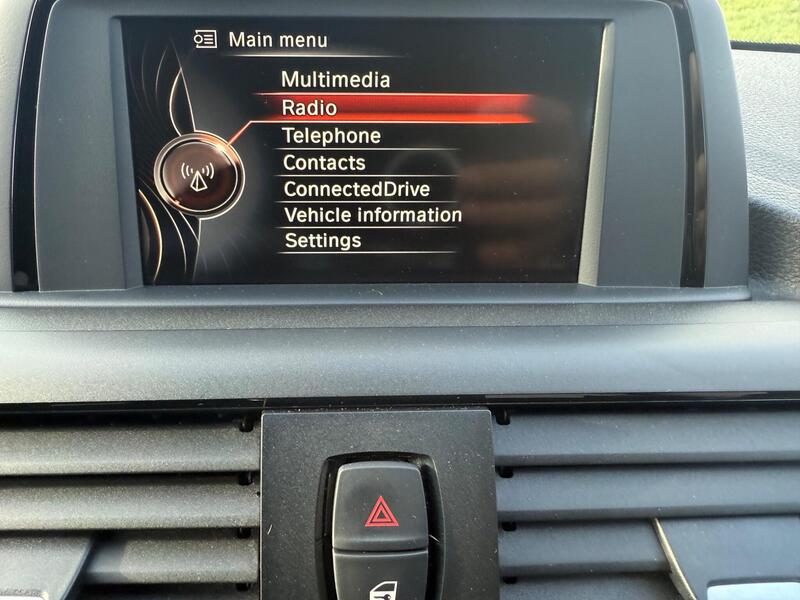 Main menu
Multimedia
Radio
Telephone
Contacts
ConnectedDrive
Vehicle information
Settings